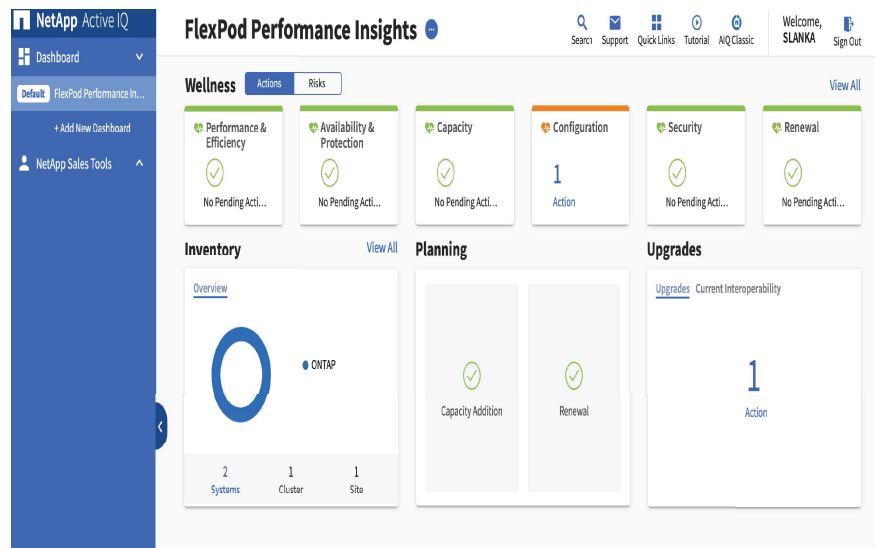 NetApp Active IQ
Dashboard
Default FlexPod Performance In...
+ Add New Dashboard
NetApp Sales Tools
FlexPod Performance Insights
Search
Support
Quick Links
Tutorial
AIQ Classic
Welcome,
SLANKA
Sign Out
Wellness
Actions
Risks
View All
Performance &
Efficiency
No Pending Acti...
Availability &
Protection
No Pending Acti...
Capacity
No Pending Acti...
Configuration
1
Action
Security
No Pending Acti...
Renewal
No Pending Acti...
Inventory
View All
Overview
ONTAP
2
Systems
1
Cluster
1
Site
Planning
Capacity Addition
Renewal
Upgrades
Upgrades Current Interoperability
1
Action